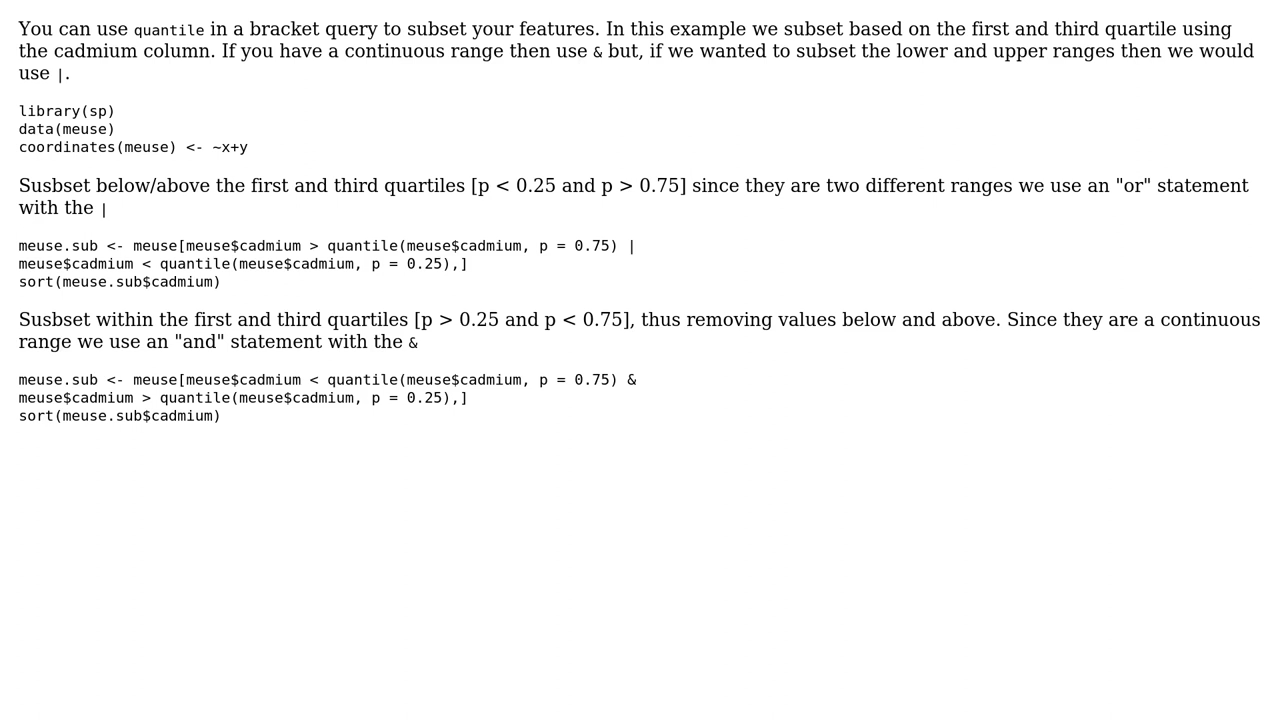 You can use quantile in a bracket query to subset your features. In this example we subset based on the first and third quartile using
the cadmium column. If you have a continuous range then use & but, if we wanted to subset the lower and upper ranges then we would
use |.
library(sp)
data(meuse)
coordinates(meuse) <- ~x+y
Susbset below/above the first and third quartiles [p < 0.25 and p > 0.75] since they are two different ranges we use an "or" statement
with the |
meuse.sub <- meuse[meuse$cadmium > quantile(meuse$cadmium, p = 0.75) |
meuse$cadmium < quantile(meuse$cadmium, p = 0.25),]
sort(meuse.sub$cadmium)
Susbset within the first and third quartiles [p > 0.25 and p < 0.75], thus removing values below and above. Since they are a continuous
range we use an "and" statement with the &
meuse.sub <- meuse[meuse$cadmium < quantile(meuse$cadmium, p = 0.75) &
meuse$cadmium > quantile(meuse$cadmium, p = 0.25),]
sort(meuse.sub$cadmium)